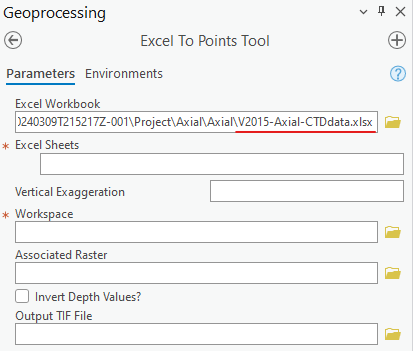 Geoprocessing
Excel To Points Tool
Parameters Environments
Excel Workbook
0240309T215217Z-001\Project\Axial\Axial\V2015-Axial-CTDdata.xlsx
* Excel Sheets
Vertical Exaggeration
* Workspace
Associated Raster
Invert Depth Values?
Output TIF File